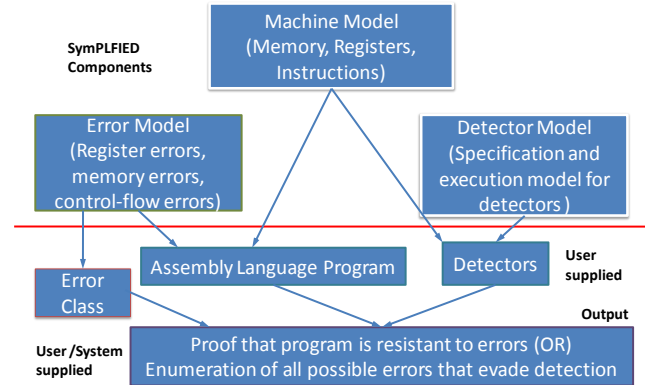 Machine Model
(Memory, Registers,
Instructions)
SymPLFIED
Components
Error Model
(Register errors,
memory errors,
control-flow errors)
Detector Model
(Specification and
execution model for
detectors )
Assembly Language Program
Detectors
User
supplied
Error
Class
Output
User /System
supplied
Proof that program is resistant to errors (OR)
Enumeration of all possible errors that evade detection